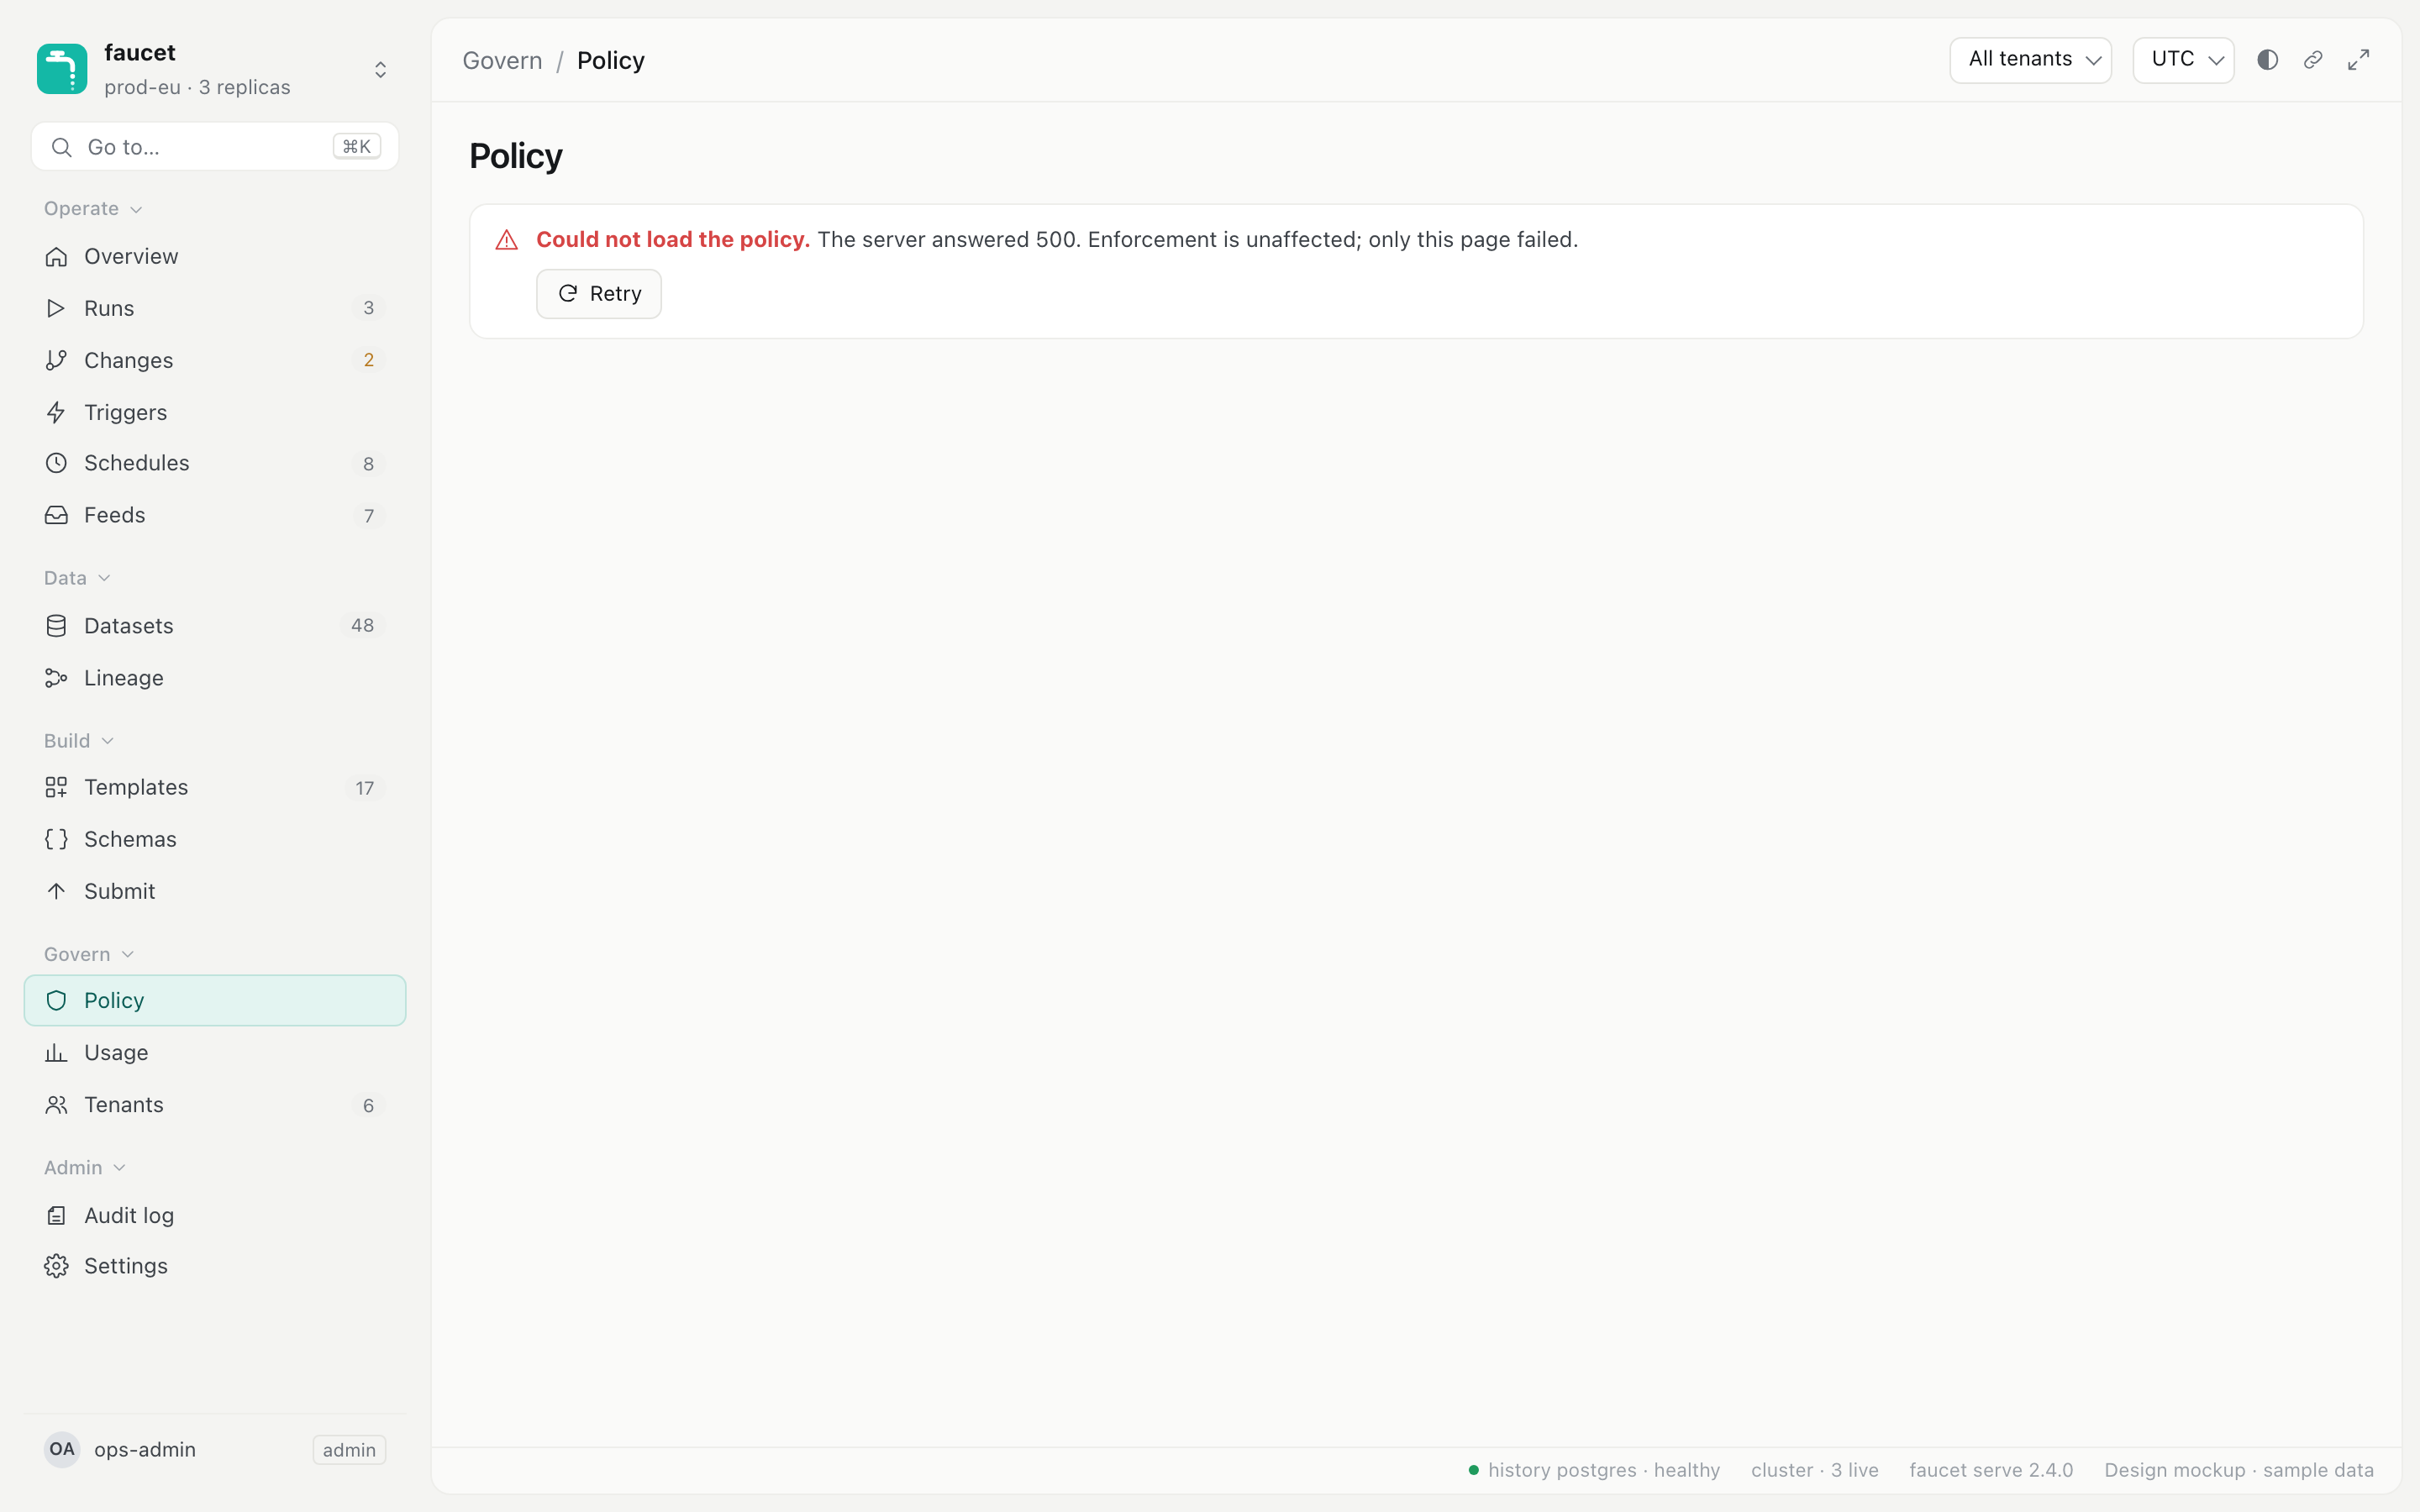 faucet
prod-eu · 3 replicas
Go to...
⌘K
Operate
Overview
Runs 3
Changes 2
Triggers
Schedules 8
Feeds 7
Data
Datasets 48
Lineage
Build
Templates 17
Schemas
Submit
Govern
Policy
Usage
Tenants 6
Admin
Audit log
Settings
OA ops-admin admin
Govern / Policy
All tenants
UTC
Policy
Could not load the policy. The server answered 500. Enforcement is unaffected; only this page failed.
Retry
history postgres · healthy cluster · 3 live faucet serve 2.4.0 Design mockup · sample data